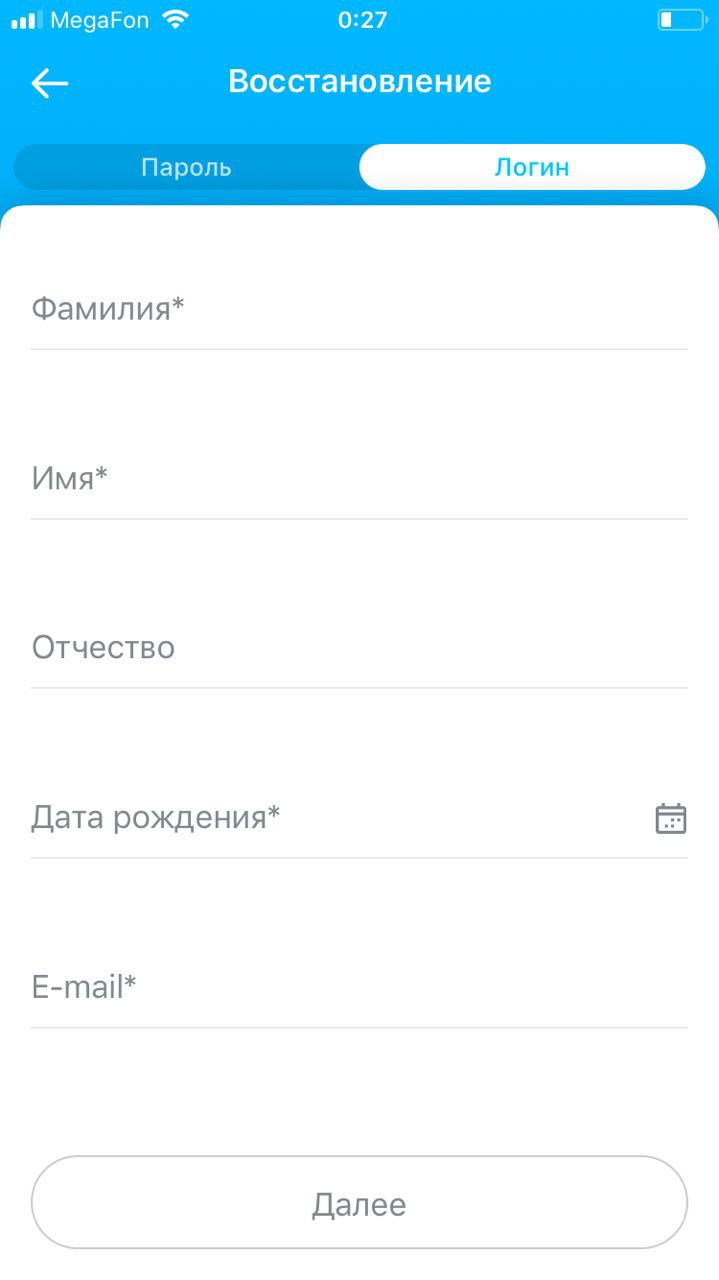 MegaFon 0:27
Восстановление
Пароль Логин
Фамилия*
Имя*
Отчество
Дата рождения*
E-mail*
Далее